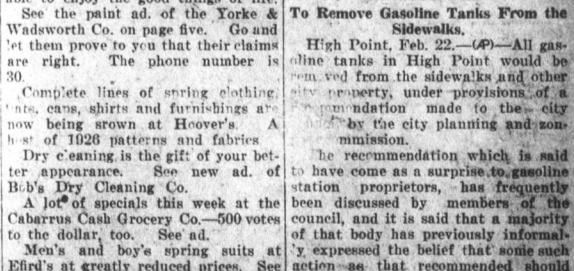 See the paint ad. of the Yorke &
Wadsworth Co. on page five. Go and
let them prove to you that their claims
are right. The phone number is
30.
Complete lines of spring clothing,
caps, shirts and furnishings are
now being srown at Hoover's. A
host of 1926 patterns and fabrics
Dry cleaning is the gift of your bet-
ter appearance. See new ad. of
Bob's Dry Cleaning Co.
A lot of specials this week at the
Cabarrus Cash Grocery Co.—500 votes
to the dollar, too. See ad.
Men's and boy's spring suits at
Efird's at greatly reduced prices. See
To Remove Gasoline Tanks From the
Sidewalks.
High Point, Feb. 22.—(AP)—All gas-
oline tanks in High Point would be
removed from the sidewalks and other
city property, under provisions of a
made to the city
by the city planning and zon-
The recommendation which is said
to have come as a surprise to gasoline
station proprietors, has frequently
been discussed by members of the
council, and it is said that a majority
of that body has previously informal-
ly expressed the belief that some such
action as that recommended should